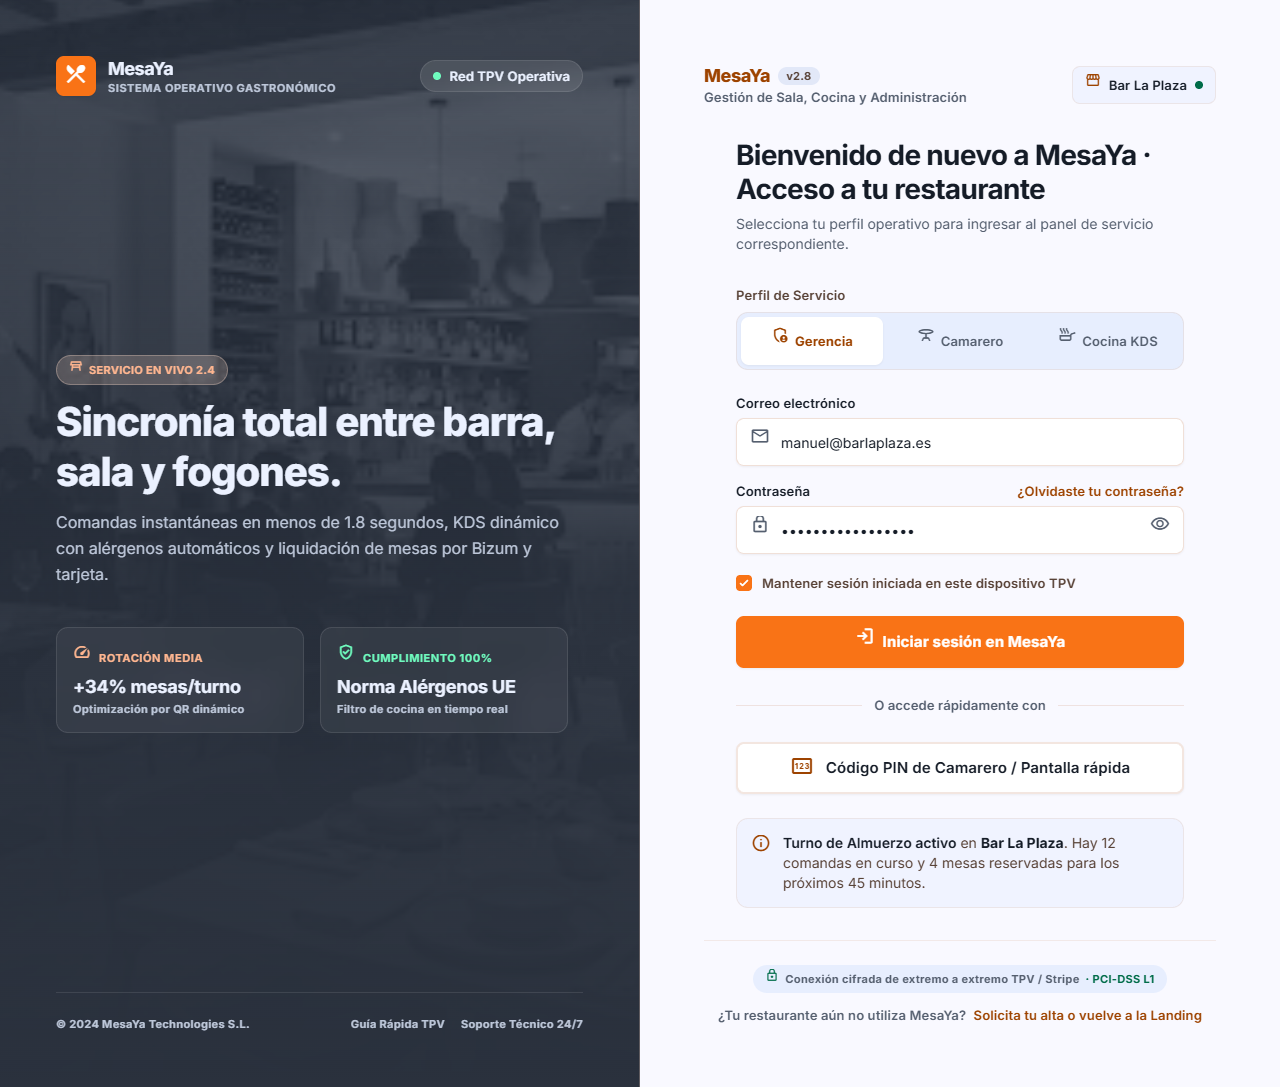 MesaYa
SISTEMA OPERATIVO GASTRONÓMICO
Red TPV Operativa
SERVICIO EN VIVO 2.4
Sincronía total entre barra,
sala y fogones.
Comandas instantáneas en menos de 1.8 segundos, KDS dinámico
con alérgenos automáticos y liquidación de mesas por Bizum y
tarjeta.
ROTACIÓN MEDIA
+34% mesas/turno
Optimización por QR dinámico
CUMPLIMIENTO 100%
Norma Alérgenos UE
Filtro de cocina en tiempo real
© 2024 MesaYa Technologies S.L.
Guía Rápida TPV
Soporte Técnico 24/7
MesaYa
v2.8
Gestión de Sala, Cocina y Administración
Bar La Plaza
Bienvenido de nuevo a MesaYa ·
Acceso a tu restaurante
Selecciona tu perfil operativo para ingresar al panel de servicio
correspondiente.
Perfil de Servicio
Gerencia
Camarero
Cocina KDS
Correo electrónico
manuel@barlaplaza.es
Contraseña
¿Olvidaste tu contraseña?
••••••••••••••••
Mantener sesión iniciada en este dispositivo TPV
Iniciar sesión en MesaYa
O accede rápidamente con
123
Código PIN de Camarero / Pantalla rápida
Turno de Almuerzo activo en Bar La Plaza. Hay 12
comandas en curso y 4 mesas reservadas para los
próximos 45 minutos.
Conexión cifrada de extremo a extremo TPV / Stripe · PCI-DSS L1
¿Tu restaurante aún no utiliza MesaYa? Solicita tu alta o vuelve a la Landing